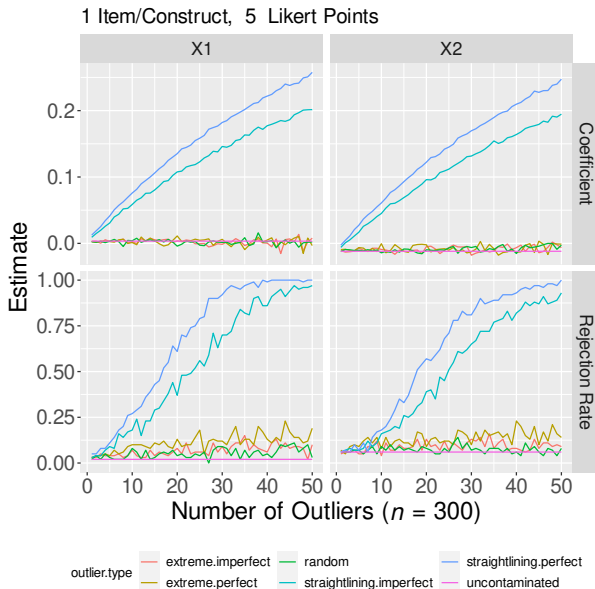 1 Item/Construct, 5 Likert Points
X1 X2
Estimate
0.2
0.1
0.0
Coefficient
1.00
0.75
0.50
0.25
0.00
Rejection Rate
0 10 20 30 40 50 0 10 20 30 40 50
Number of Outliers (n = 300)
outlier.type
extreme.imperfect random straightlining.perfect
extreme.perfect straightlining.imperfect uncontaminated